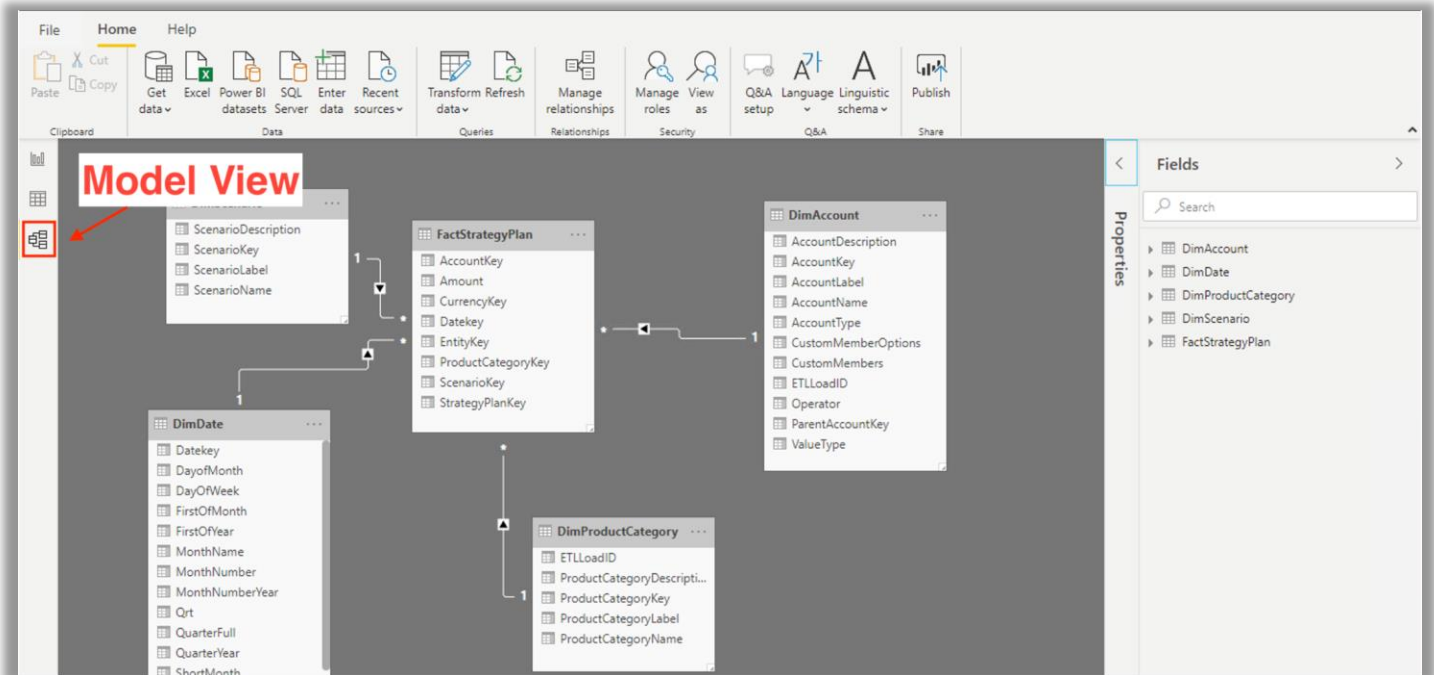 File Home Help
Paste
Cut
Copy
Get data
Excel
Power BI datasets
SQL Server
Enter data
Recent sources
Transform data
Refresh
Manage relationships
Manage roles
View as
Q&A setup
Language
Linguistic schema
Publish
Clipboard
Data
Queries
Relationships
Security
Q&A
Share
Model View
ScenarioDescription
ScenarioKey
ScenarioLabel
ScenarioName
1
*
FactStrategyPlan
AccountKey
Amount
CurrencyKey
Datekey
EntityKey
ProductCategoryKey
ScenarioKey
StrategyPlanKey
*
1
*
1
*
1
DimAccount
AccountDescription
AccountKey
AccountLabel
AccountName
AccountType
CustomMemberOptions
CustomMembers
ETLLoadID
Operator
ParentAccountKey
ValueType
DimDate
Datekey
DayofMonth
DayOfWeek
FirstOfMonth
FirstOfYear
MonthName
MonthNumber
MonthNumberYear
Qrt
QuarterFull
QuarterYear
ShortMonth
DimProductCategory
ETLLoadID
ProductCategoryDescripti...
ProductCategoryKey
ProductCategoryLabel
ProductCategoryName
Properties
Fields
Search
DimAccount
DimDate
DimProductCategory
DimScenario
FactStrategyPlan